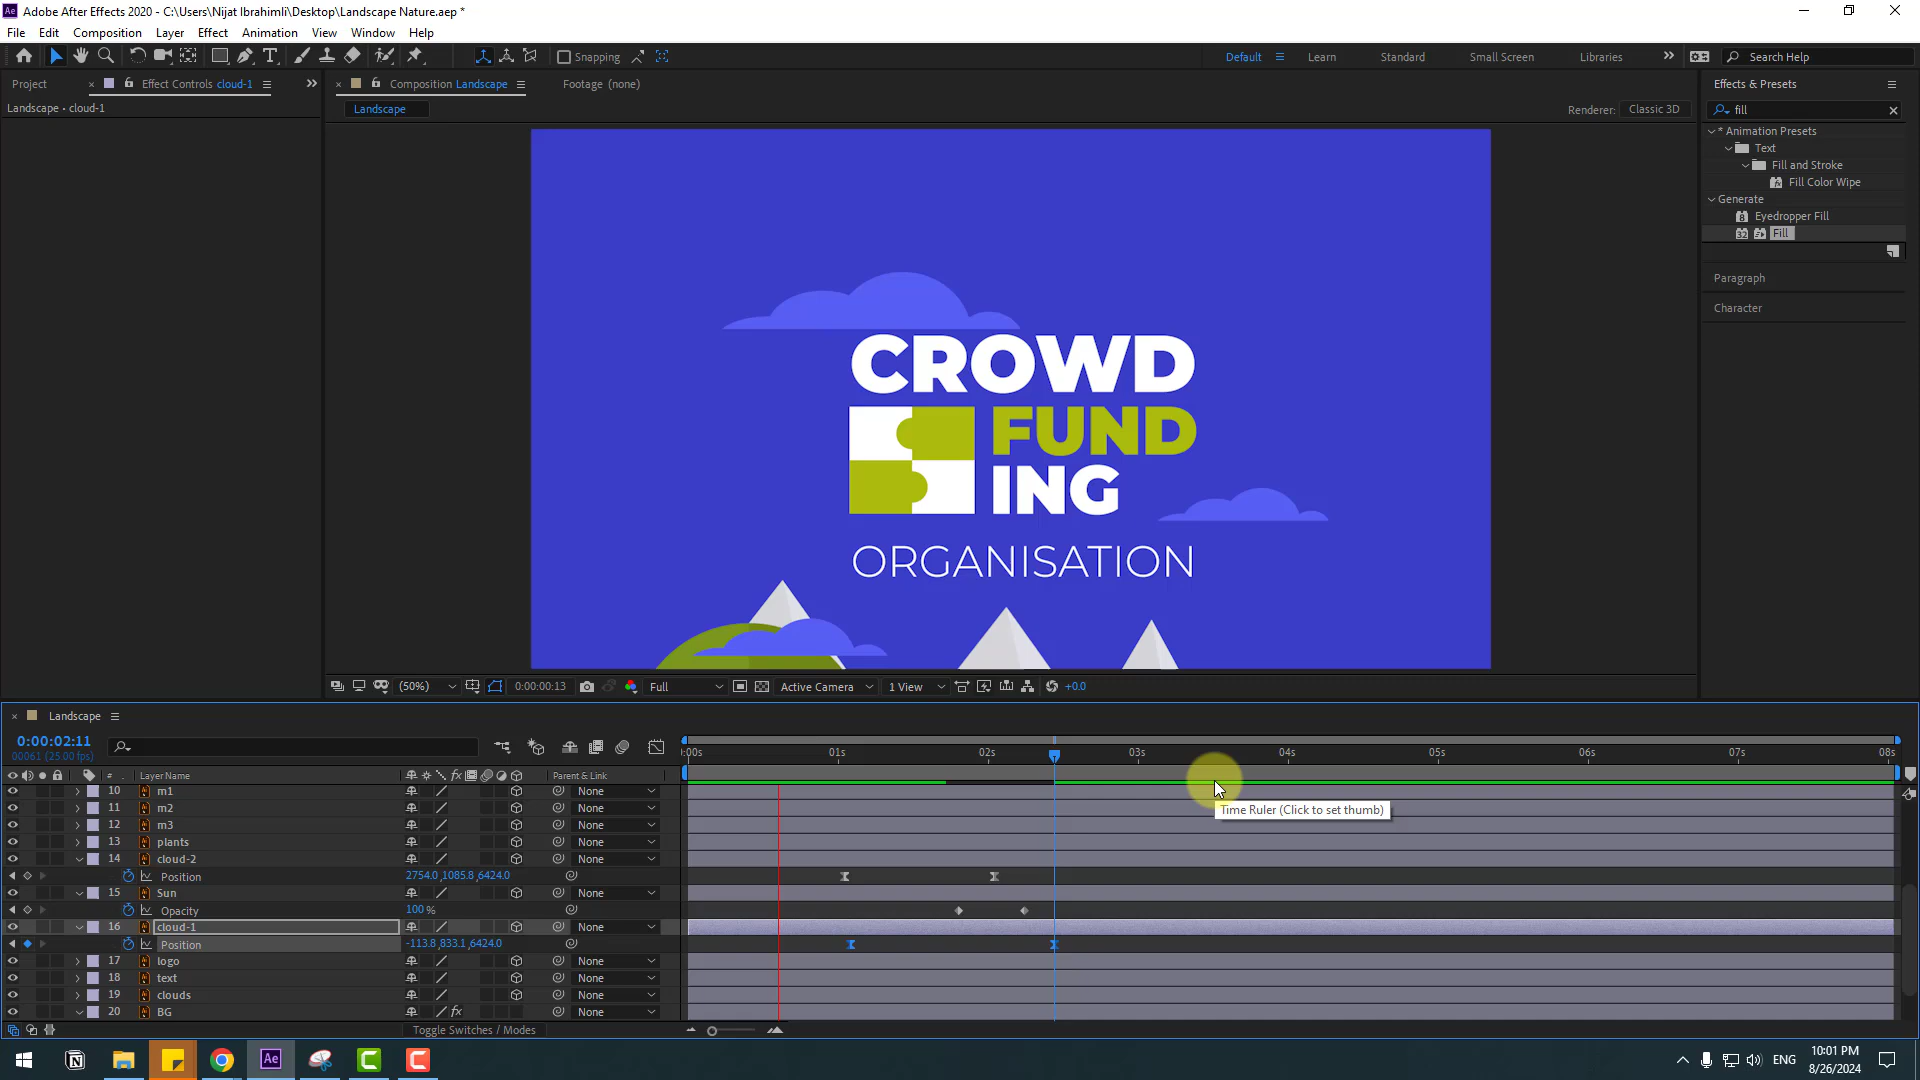 Adobe After Effects 2020 - C:\Users\Nijat Ibrahimli\Desktop\Landscape Nature.aep *
File Edit Composition Layer Effect Animation View Window Help
Snapping Default Learn Standard Small Screen Libraries Search Help
Project Effect Controls cloud-1 Composition Landscape Footage (none) Effects & Presets
Landscape • cloud-1 Landscape Renderer: Classic 3D fill
* Animation Presets
Text
Fill and Stroke
Fill Color Wipe
Generate
Eyedropper Fill
Fill
Paragraph
Character
CROWD
FUND
ING
ORGANISATION
(50%) 0:00:00:13 Full Active Camera 1 View +0.0
Landscape
0:00:02:11
00061 (25.00 fps)
:00s 01s 02s 03s 04s 05s 06s 07s 08s
# . Layer Name Parent & Link
10 m1 None
11 m2 None
Time Ruler (Click to set thumb)
12 m3 None
13 plants None
14 cloud-2 None
Position 2754.0,1085.8,6424.0
15 Sun None
Opacity 100 %
16 cloud-1 None
Position -113.8,833.1,6424.0
17 logo None
18 text None
19 clouds None
20 BG None
Toggle Switches / Modes
ENG 10:01 PM
8/26/2024